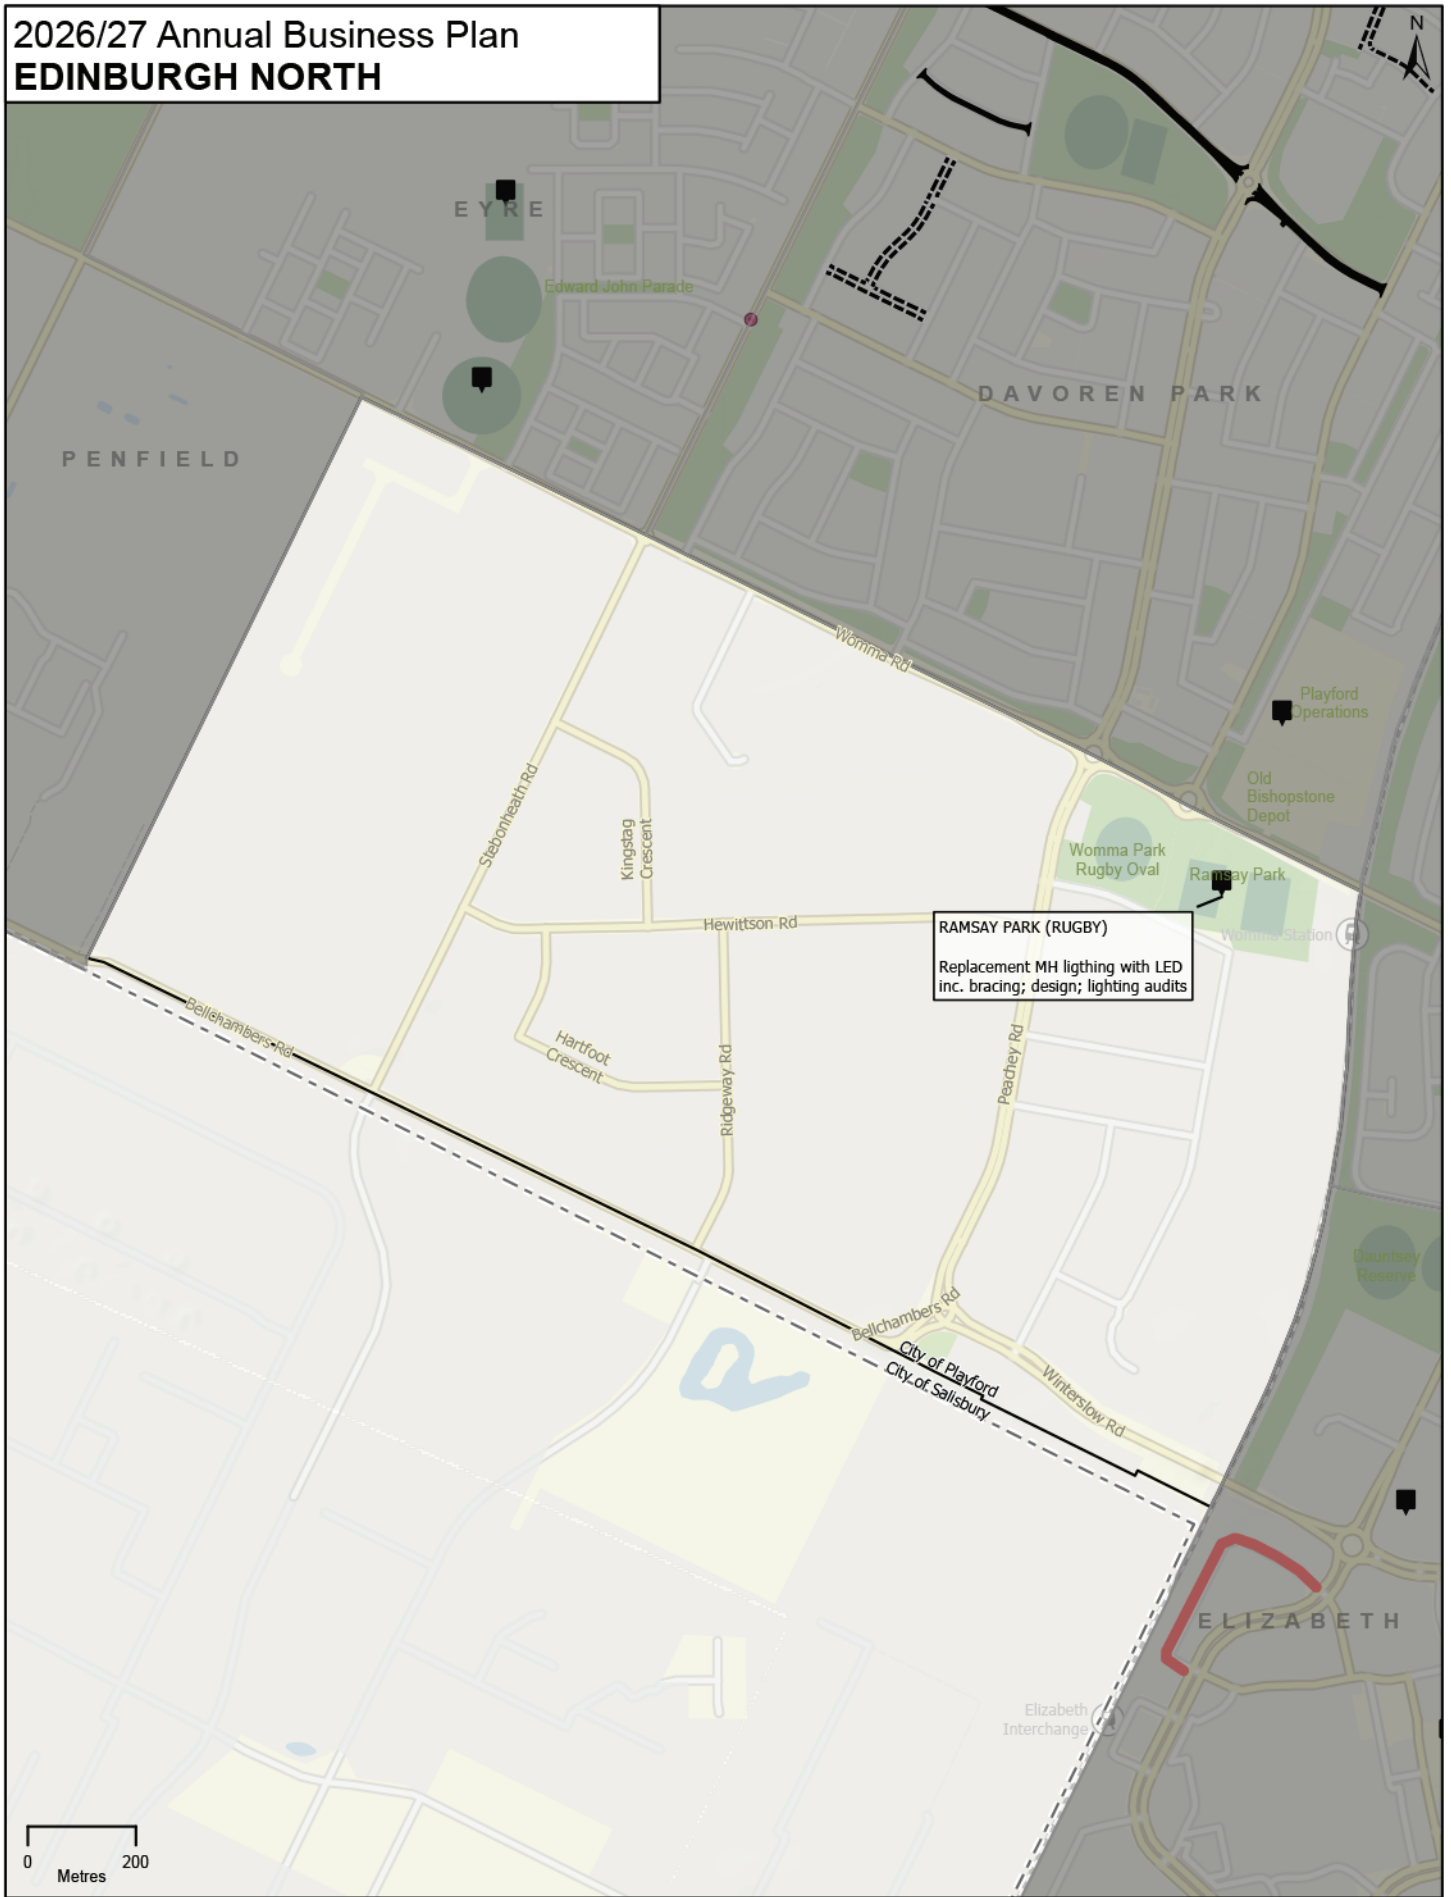 2026/27 Annual Business Plan
EDINBURGH NORTH
N
EYRE
Edward John Parade
DAVOREN PARK
PENFIELD
Womma Rd
Playford
Operations
Old
Bishopstone
Depot
Stebonheath Rd
Kingstag
Crescent
Womma Park
Rugby Oval
Ramsay Park
Hewittson Rd
RAMSAY PARK (RUGBY)
Replacement MH ligthing with LED
inc. bracing; design; lighting audits
Womma Station
Bellchambers Rd
Hartfoot
Crescent
Ridgeway Rd
Peachey Rd
Dauntsey
Reserve
Bellchambers Rd
City of Playford
City of Salisbury
Winterslow Rd
ELIZABETH
Elizabeth
Interchange
0 200
Metres